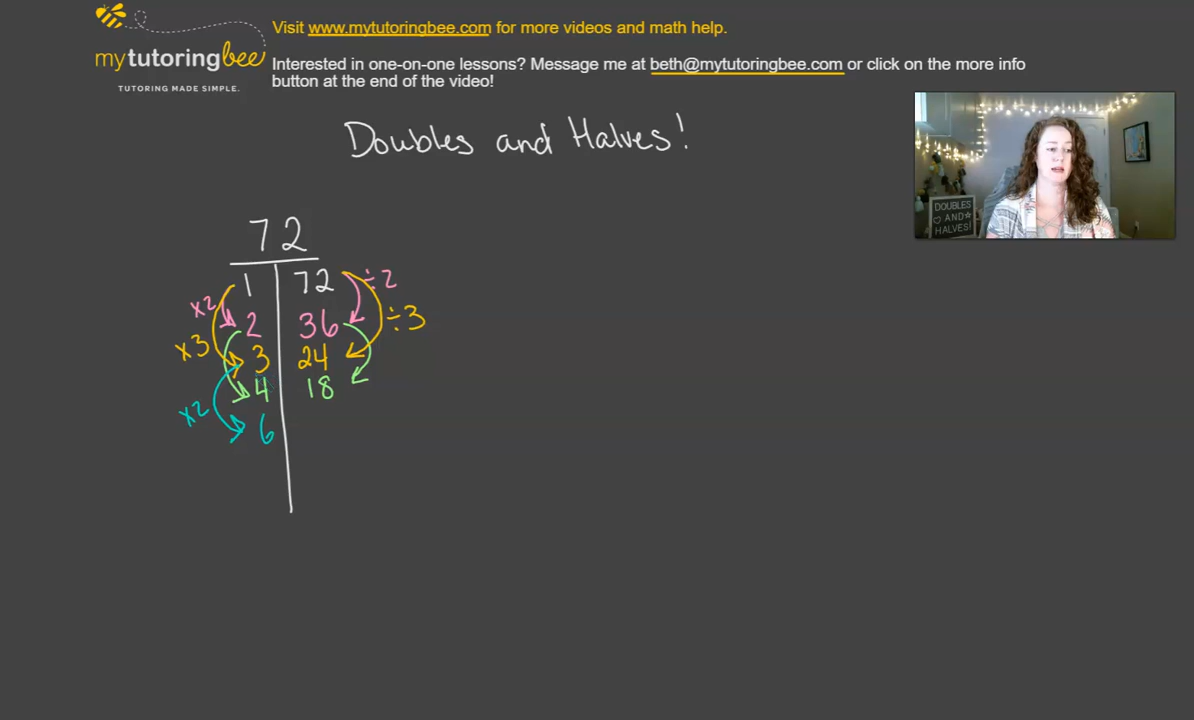 mytutoringbee
TUTORING MADE SIMPLE.
Visit www.mytutoringbee.com for more videos and math help.
Interested in one-on-one lessons? Message me at beth@mytutoringbee.com or click on the more info
button at the end of the video!
Doubles and Halves!
DOUBLES
AND
HALVES!
72
1 72 ÷2
x2 2 36 ÷3
x3 3 24
4 18
x2 6